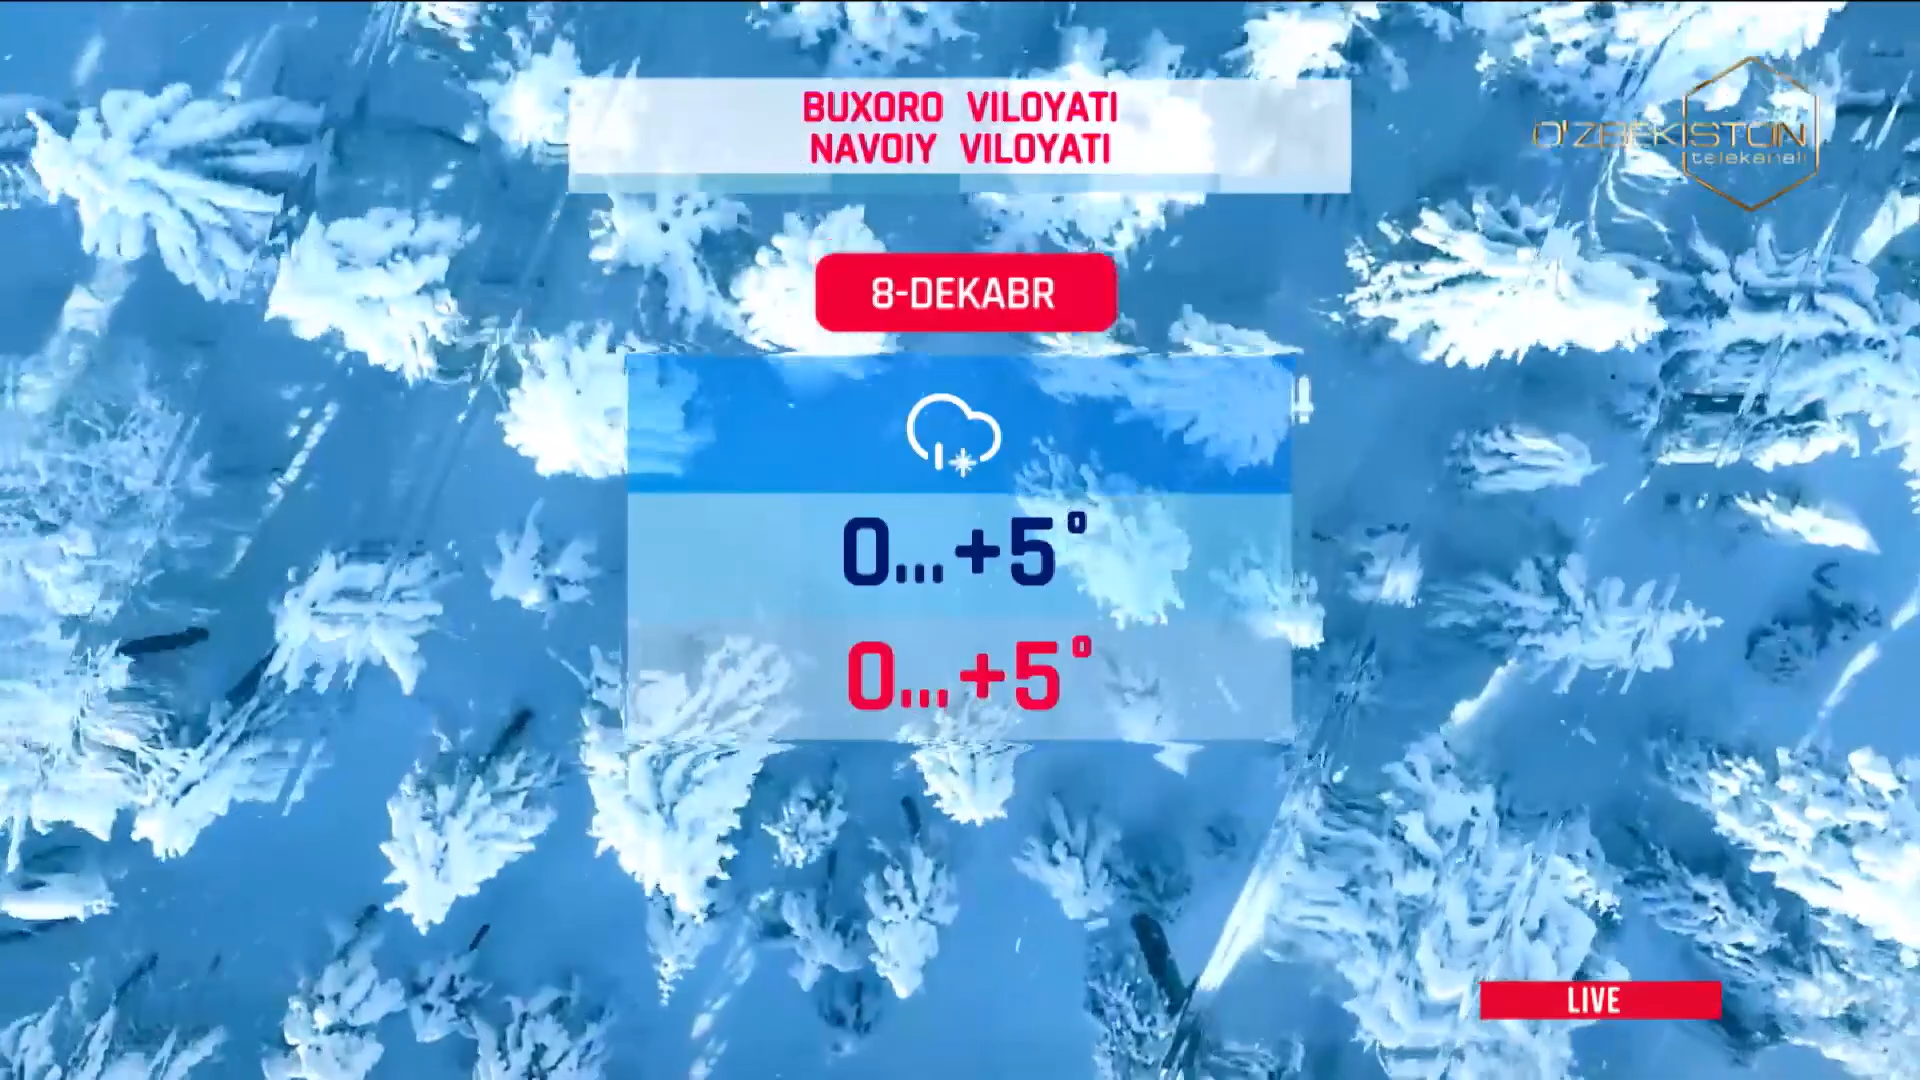 BUXORO VILOYATI
NAVOIY VILOYATI
O'ZBEKISTON
telekanali
8-DEKABR
0...+5°
0...+5°
LIVE